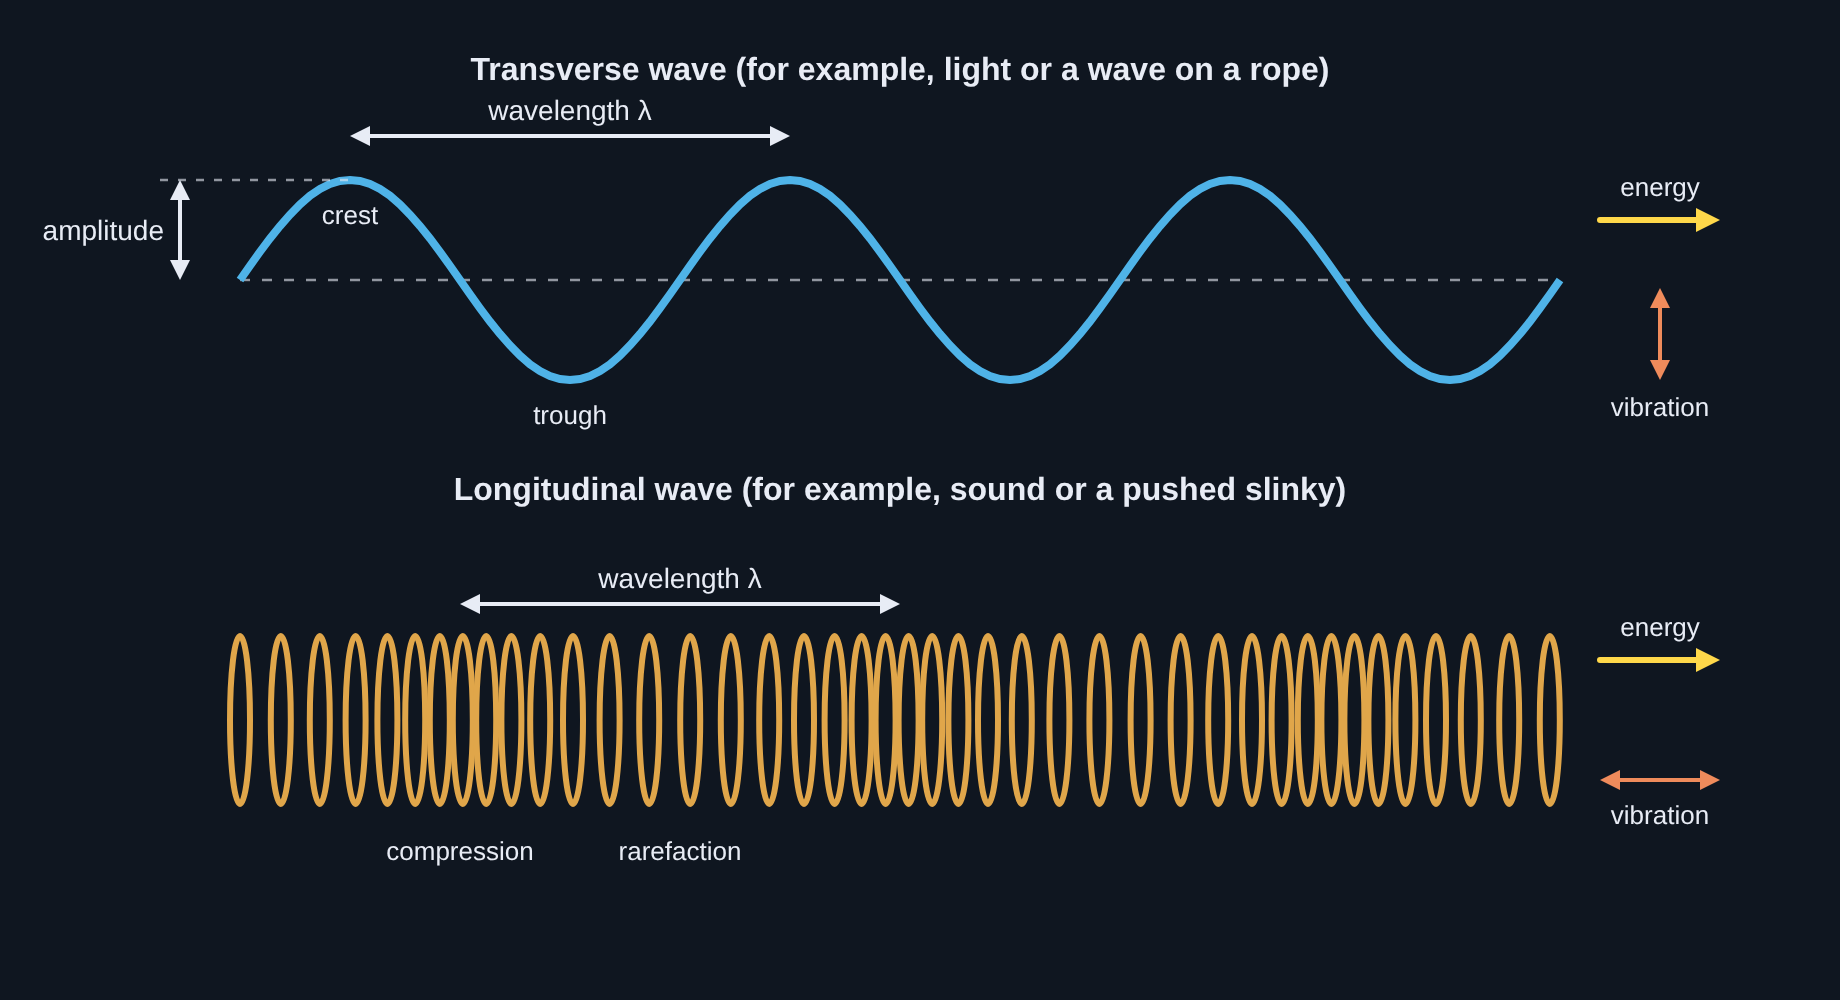 Transverse wave (for example, light or a wave on a rope)
wavelength λ
energy
crest
amplitude
vibration
trough
Longitudinal wave (for example, sound or a pushed slinky)
wavelength λ
energy
vibration
compression
rarefaction